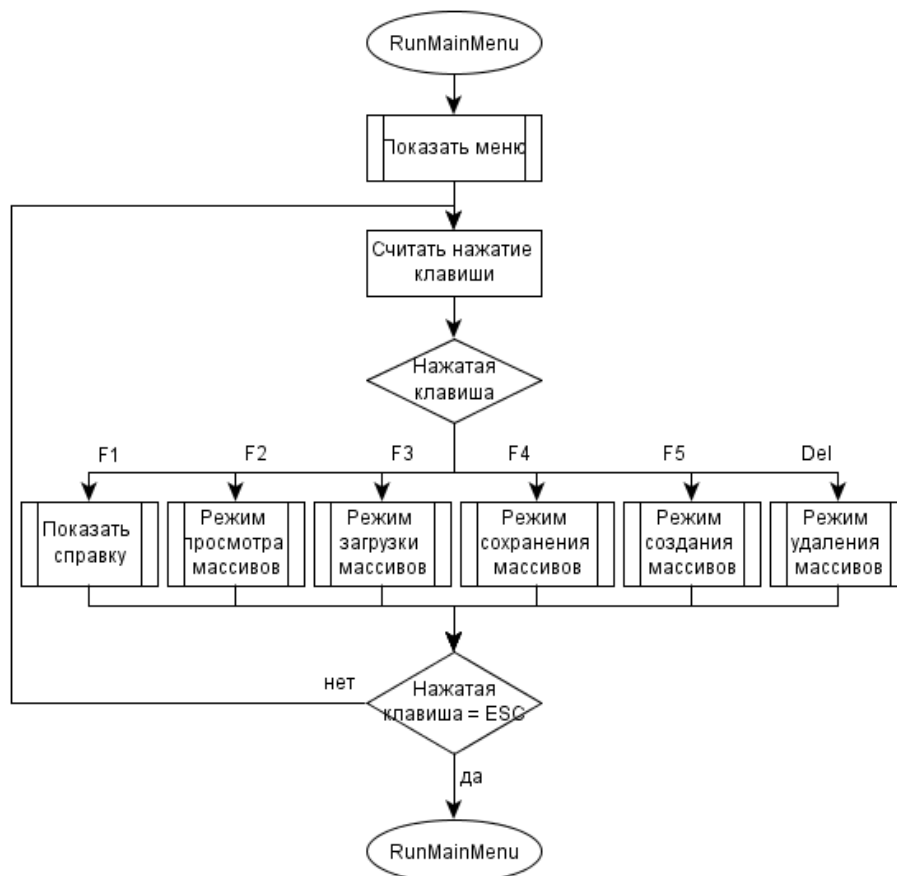 RunMainMenu
Показать меню
Считать нажатие
клавиши
Нажатая
клавиша
F1
F2
F3
F4
F5
Del
Показать
справку
Режим
просмотра
массивов
Режим
загрузки
массивов
Режим
сохранения
массивов
Режим
создания
массивов
Режим
удаления
массивов
нет
Нажатая
клавиша = ESC
да
RunMainMenu